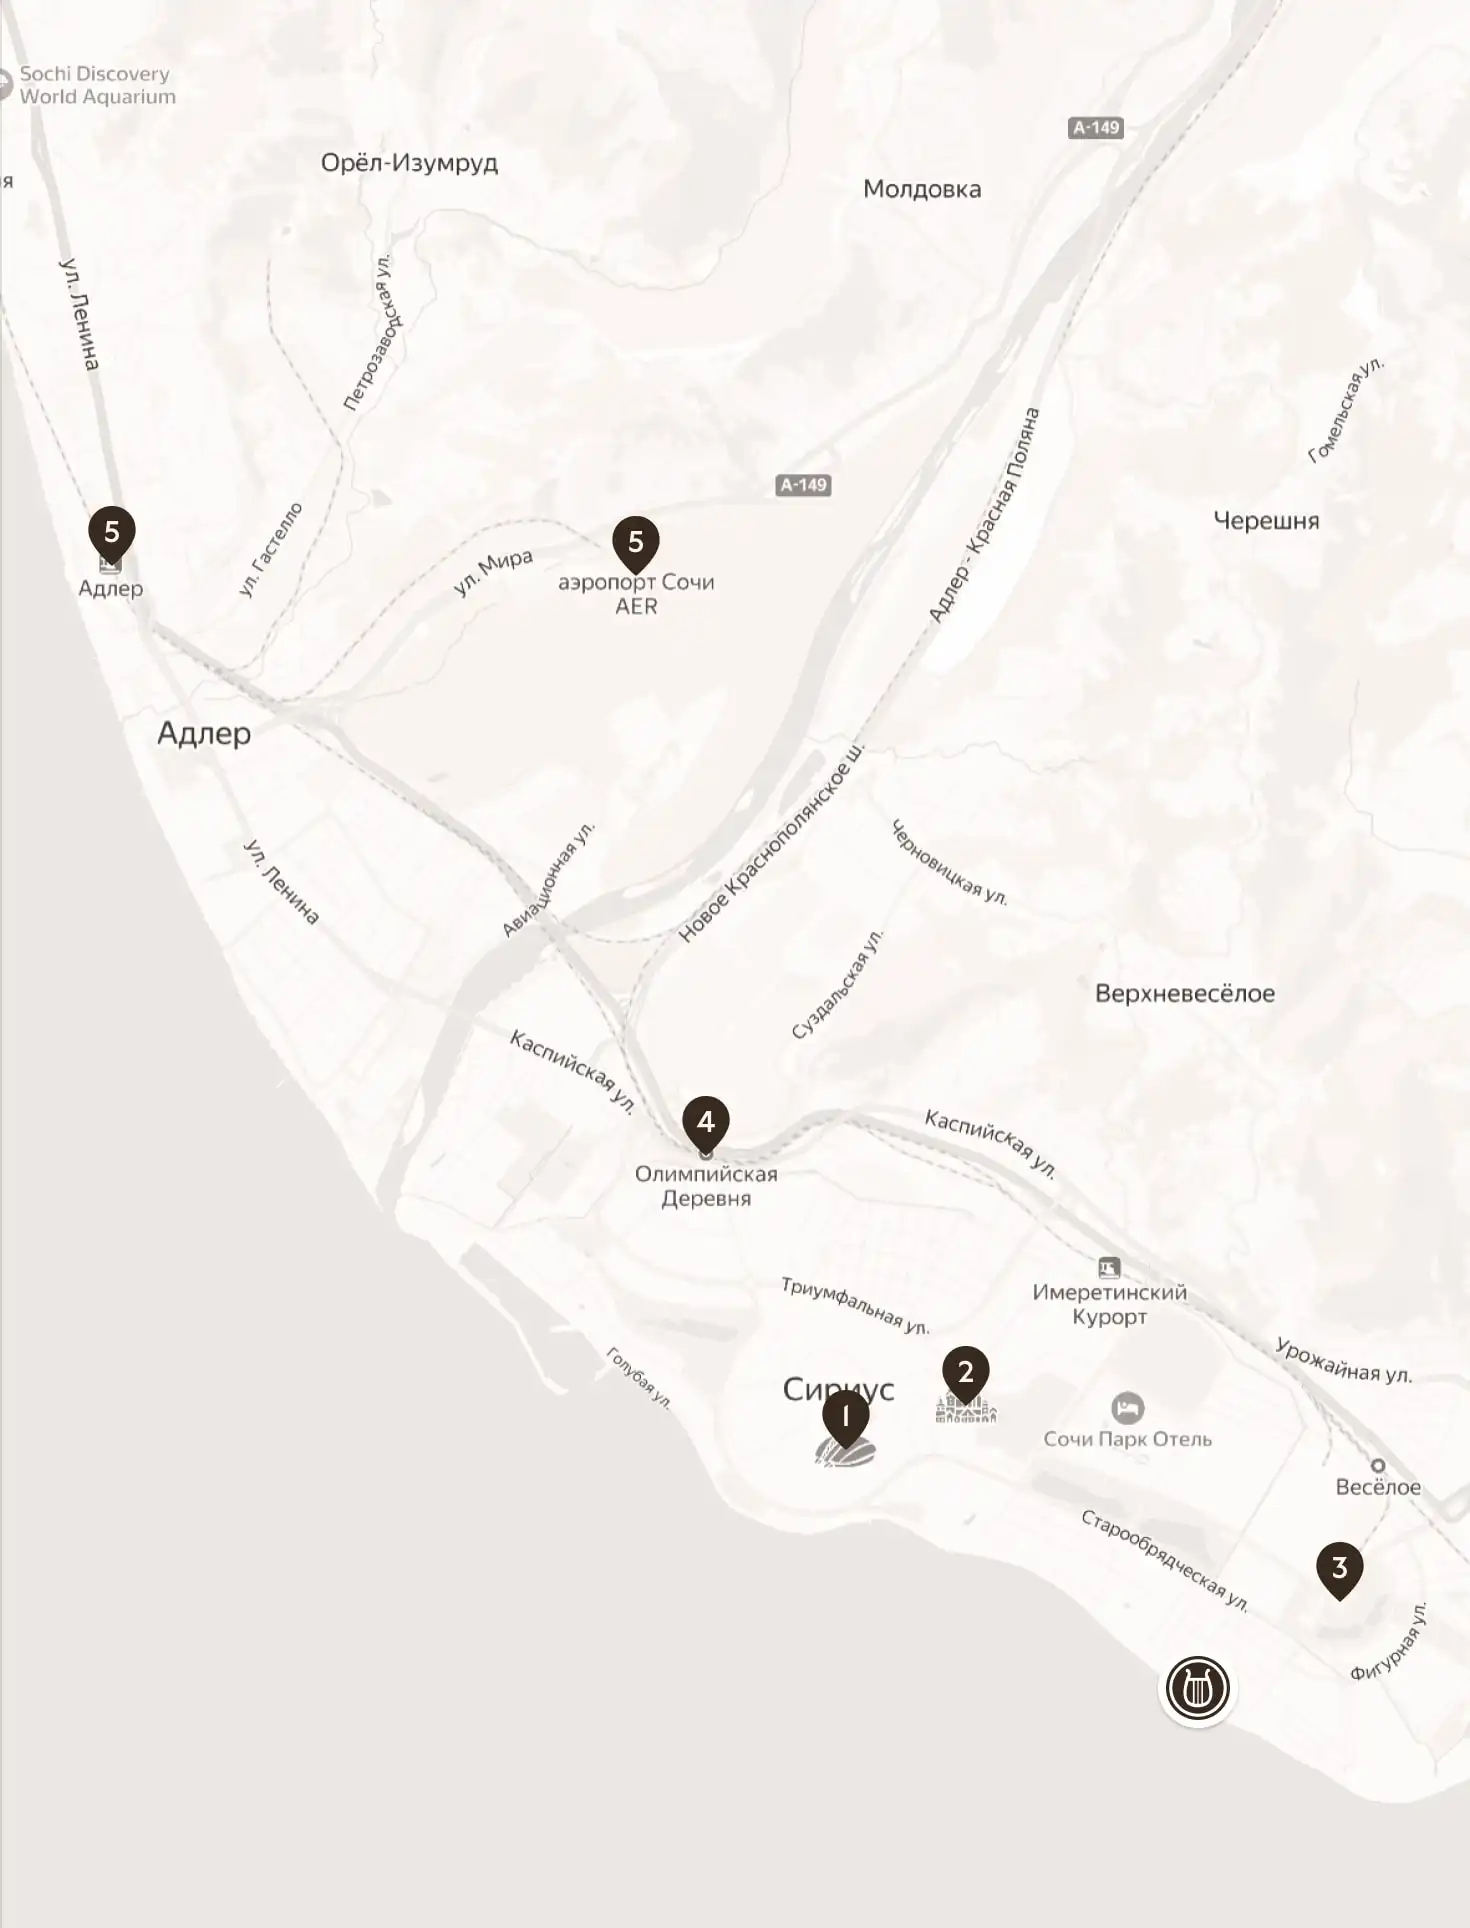 Sochi Discovery
World Aquarium
я
Орёл-Изумруд
А-149
Молдовка
ул. Ленина
Петрозаводская ул.
Гомельская ул.
А-149
Адлер - Красная Поляна
Черешня
5
Адлер
ул. Гастелло
ул. Мира
5
аэропорт Сочи
AER
Адлер
Новое Краснополянское ш.
ул. Ленина
Авиационная ул.
Черновицкая ул.
Суздальская ул.
Верхневесёлое
Каспийская ул.
4
Олимпийская
Деревня
Каспийская ул.
Имеретинский
Курорт
Триумфальная ул.
Голубая ул.
Урожайная ул.
Сириус
1
2
Сочи Парк Отель
Весёлое
Старообрядческая ул.
3
Фигурная ул.